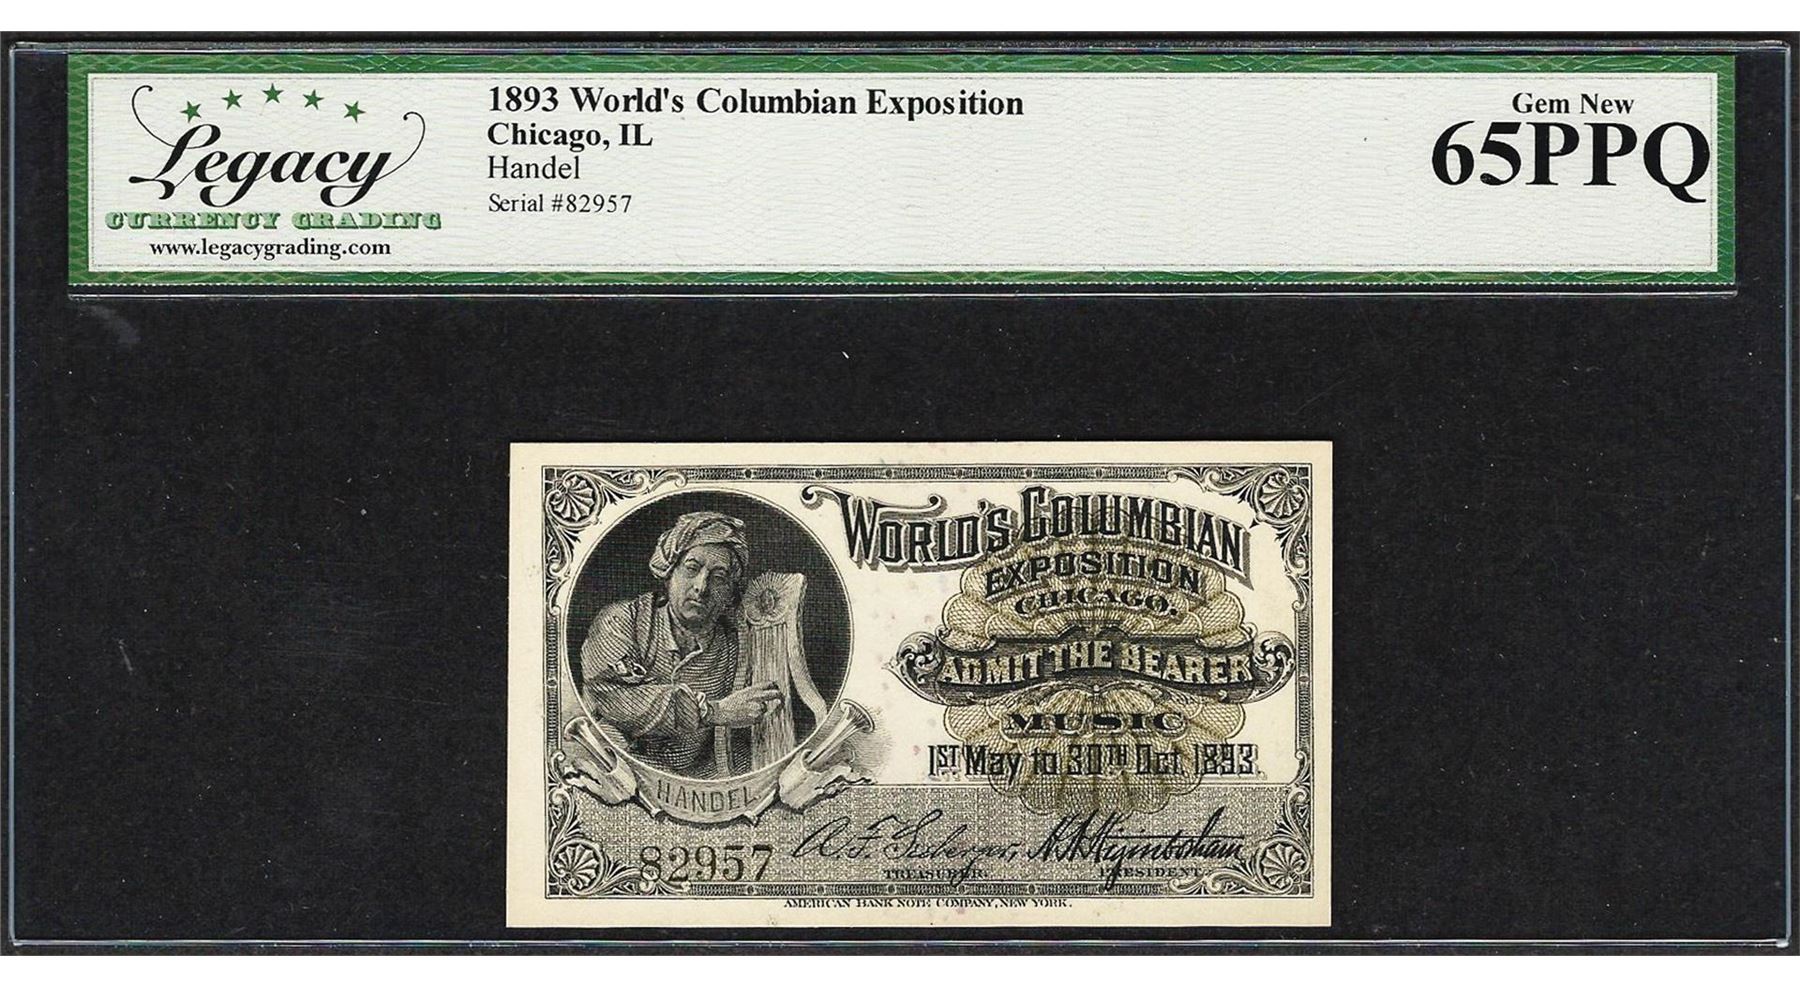 Legacy
CURRENCY GRADING
www.legacygrading.com
1893 World's Columbian Exposition
Chicago, IL
Handel
Serial #82957
Gem New
65PPQ
WORLD'S COLUMBIAN
EXPOSITION
CHICAGO.
ADMIT THE BEARER
MUSIC
1ST May to 30TH Oct. 1893.
HANDEL
82957
A. F. Seeberger,
TREASURER.
H. N. Higinbotham
PRESIDENT.
AMERICAN BANK NOTE COMPANY, NEW YORK.